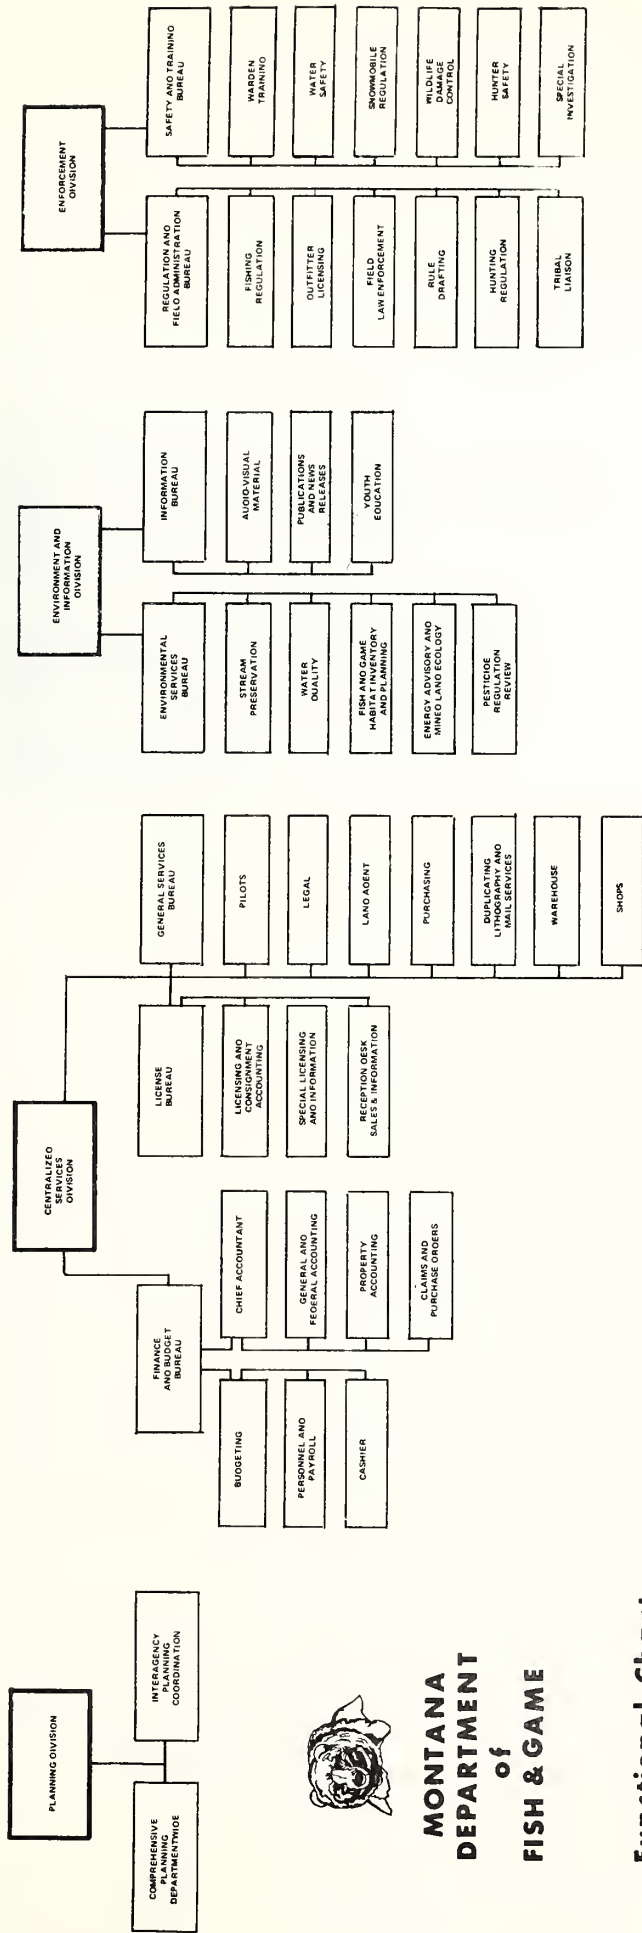 PLANNING DIVISION
COMPREHENSIVE
PLANNING
DEPARTMENTWIDE
INTERAGENCY
PLANNING
COORDINATION
MONTANA
DEPARTMENT
of
FISH & GAME
Functional Chart
CENTRALIZED
SERVICES
DIVISION
FINANCE
AND BUDGET
BUREAU
BUDGETING
PERSONNEL AND
PAYROLL
CASHIER
CHIEF ACCOUNTANT
GENERAL AND
FEDERAL ACCOUNTING
PROPERTY
ACCOUNTING
CLAIMS AND
PURCHASE ORDERS
LICENSE
BUREAU
LICENSING AND
CONSIGNMENT
ACCOUNTING
SPECIAL LICENSING
AND INFORMATION
RECEPTION DESK
SALES & INFORMATION
GENERAL SERVICES
BUREAU
PILOTS
LEGAL
LAND AGENT
PURCHASING
DUPLICATING
LITHOGRAPHY AND
MAIL SERVICES
WAREHOUSE
SHOPS
ENVIRONMENT AND
INFORMATION
DIVISION
ENVIRONMENTAL
SERVICES
BUREAU
STREAM
PRESERVATION
WATER
QUALITY
FISH AND GAME
HABITAT INVENTORY
AND PLANNING
ENERGY ADVISORY AND
MINED LAND ECOLOGY
PESTICIDE
REGULATION
REVIEW
INFORMATION
BUREAU
AUDIO-VISUAL
MATERIAL
PUBLICATIONS
AND NEWS
RELEASES
YOUTH
EDUCATION
ENFORCEMENT
DIVISION
REGULATION AND
FIELD ADMINISTRATION
BUREAU
FISHING
REGULATION
OUTFITTER
LICENSING
FIELD
LAW ENFORCEMENT
RULE
DRAFTING
HUNTING
REGULATION
TRIBAL
LIAISON
SAFETY AND TRAINING
BUREAU
WARDEN
TRAINING
WATER
SAFETY
SNOWMOBILE
REGULATION
WILDLIFE
DAMAGE
CONTROL
HUNTER
SAFETY
SPECIAL
INVESTIGATION